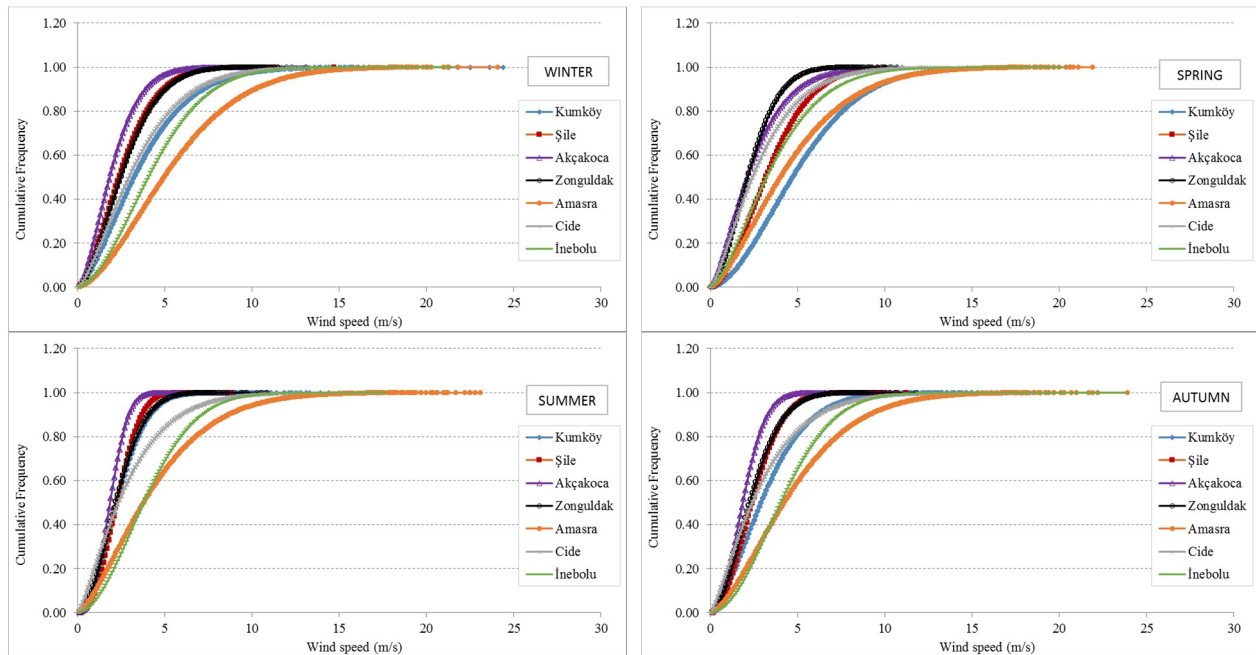 1.20
1.00
0.80
0.60
0.40
0.20
0.00
Cumulative Frequency
WINTER
Kumköy
Şile
Akçakoca
Zonguldak
Amasra
Cide
İnebolu
0 5 10 15 20 25 30
Wind speed (m/s)
1.20
1.00
0.80
0.60
0.40
0.20
0.00
Cumulative Frequency
SPRING
Kumköy
Şile
Akçakoca
Zonguldak
Amasra
Cide
İnebolu
0 5 10 15 20 25 30
Wind speed (m/s)
1.20
1.00
0.80
0.60
0.40
0.20
0.00
Cumulative Frequency
SUMMER
Kumköy
Şile
Akçakoca
Zonguldak
Amasra
Cide
İnebolu
0 5 10 15 20 25 30
Wind speed (m/s)
1.20
1.00
0.80
0.60
0.40
0.20
0.00
Cumulative Frequency
AUTUMN
Kumköy
Şile
Akçakoca
Zonguldak
Amasra
Cide
İnebolu
0 5 10 15 20 25 30
Wind speed (m/s)